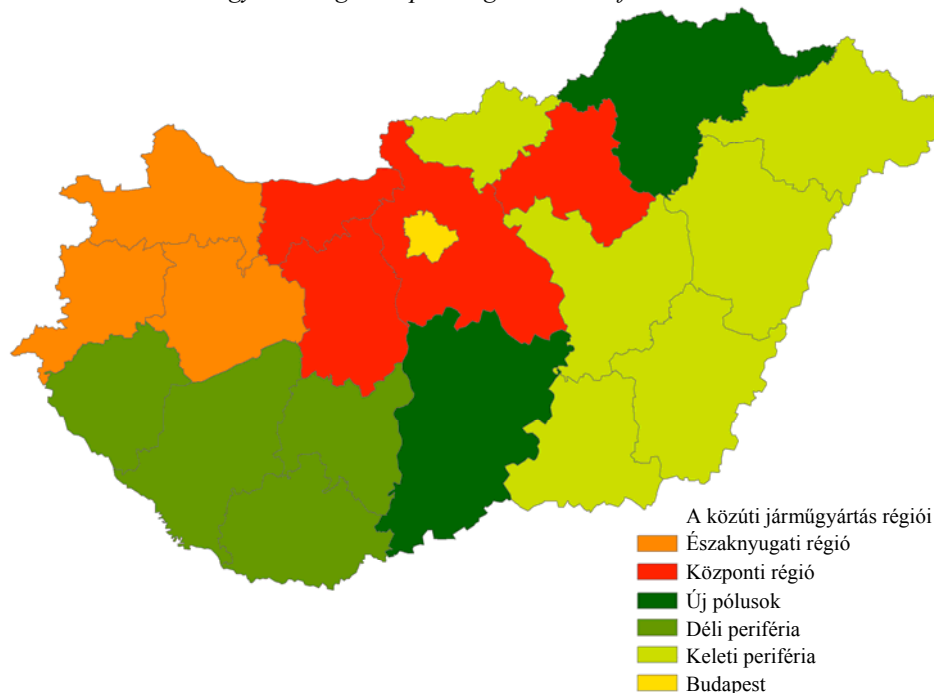 A közúti járműgyártás régiói
Északnyugati régió
Központi régió
Új pólusok
Déli periféria
Keleti periféria
Budapest